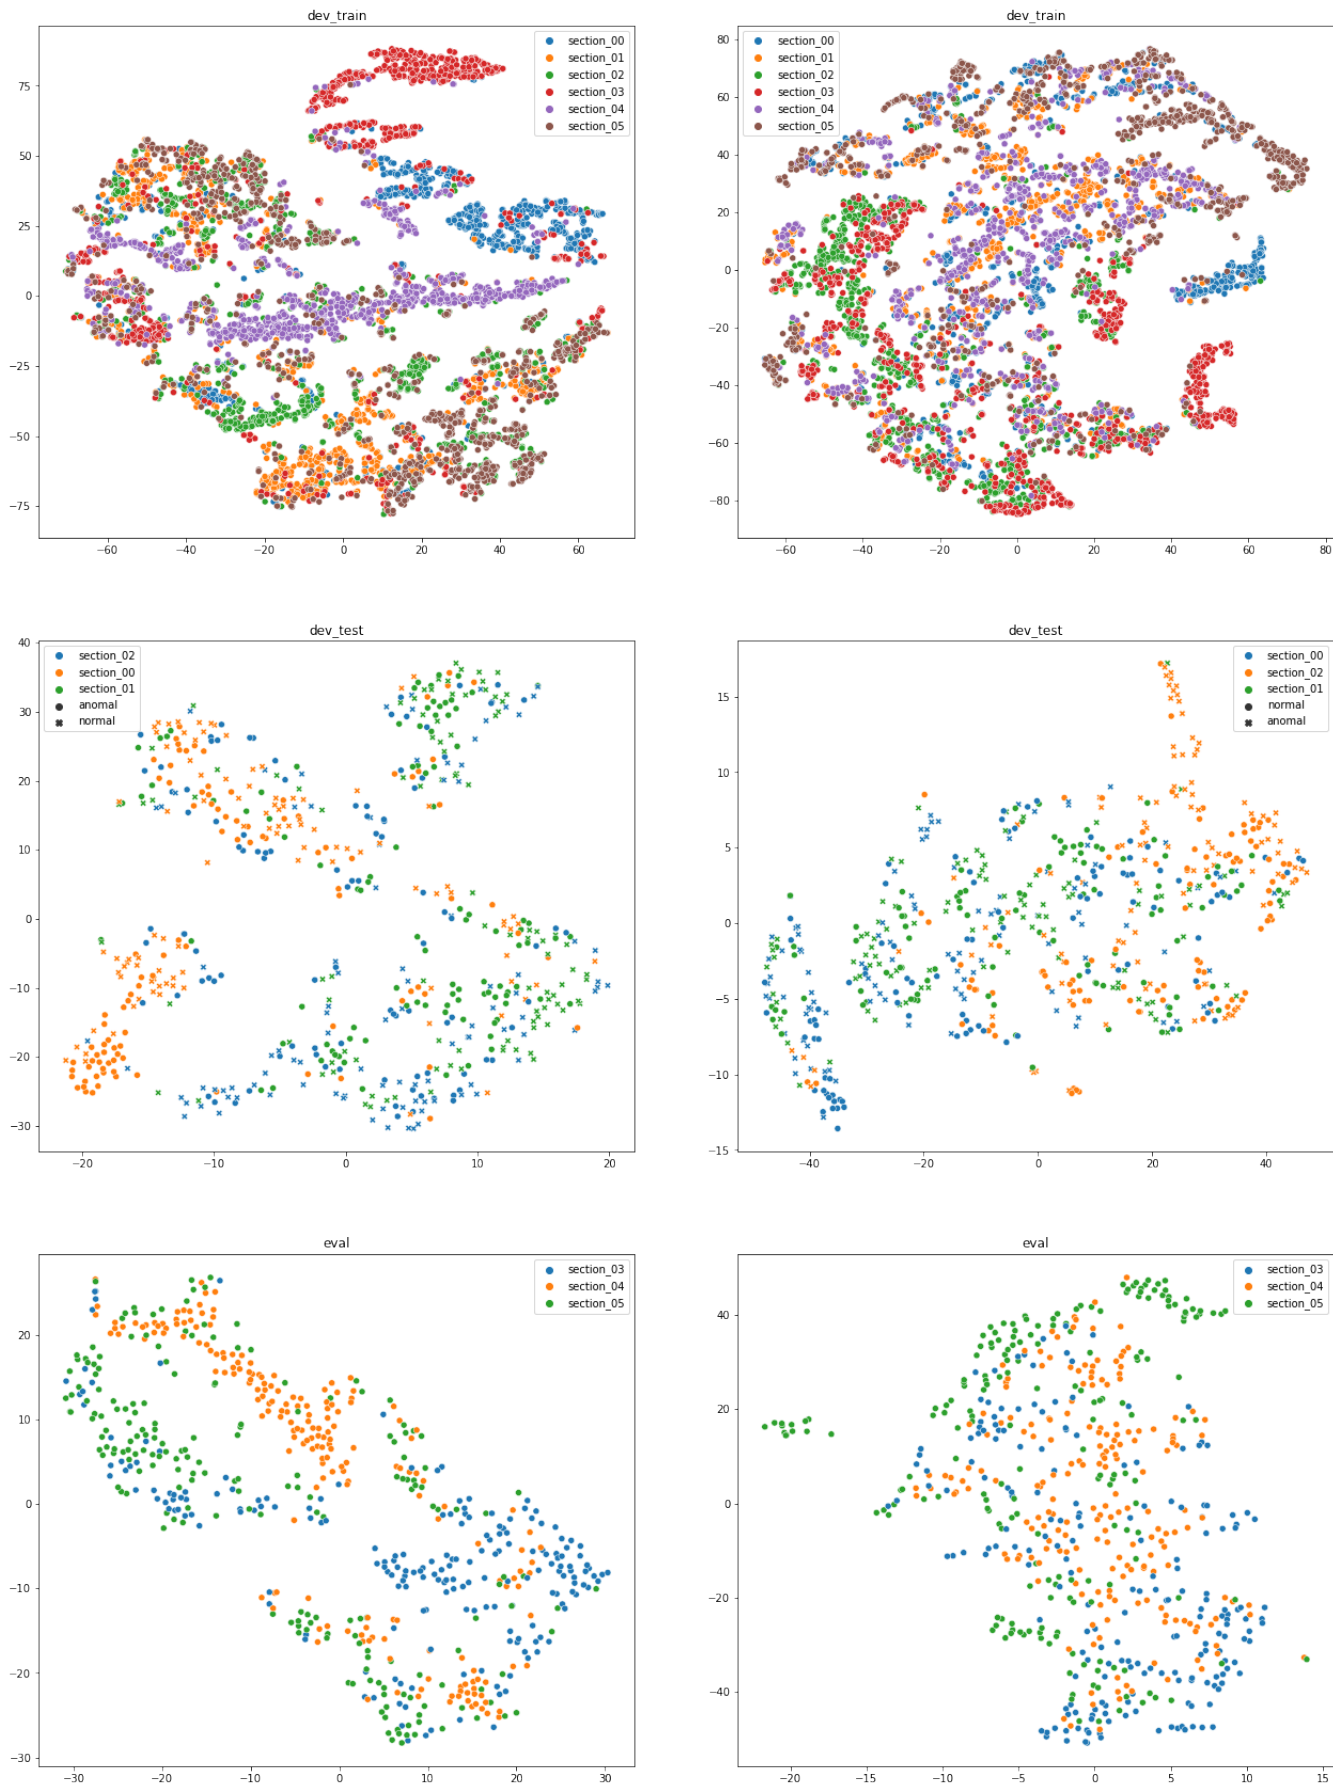 dev_train
75
50
25
0
−25
−50
−75
−60
−40
−20
0
20
40
60
section_00
section_01
section_02
section_03
section_04
section_05
dev_train
80
60
40
20
0
−20
−40
−60
−80
−60
−40
−20
0
20
40
60
80
section_00
section_01
section_02
section_03
section_04
section_05
dev_test
40
30
20
10
0
−10
−20
−30
−20
−10
0
10
20
section_02
section_00
section_01
anomal
normal
dev_test
15
10
5
0
−5
−10
−15
−40
−20
0
20
40
section_00
section_02
section_01
normal
anomal
eval
20
10
0
−10
−20
−30
−30
−20
−10
0
10
20
30
section_03
section_04
section_05
eval
40
20
0
−20
−40
−20
−15
−10
−5
0
5
10
15
section_03
section_04
section_05